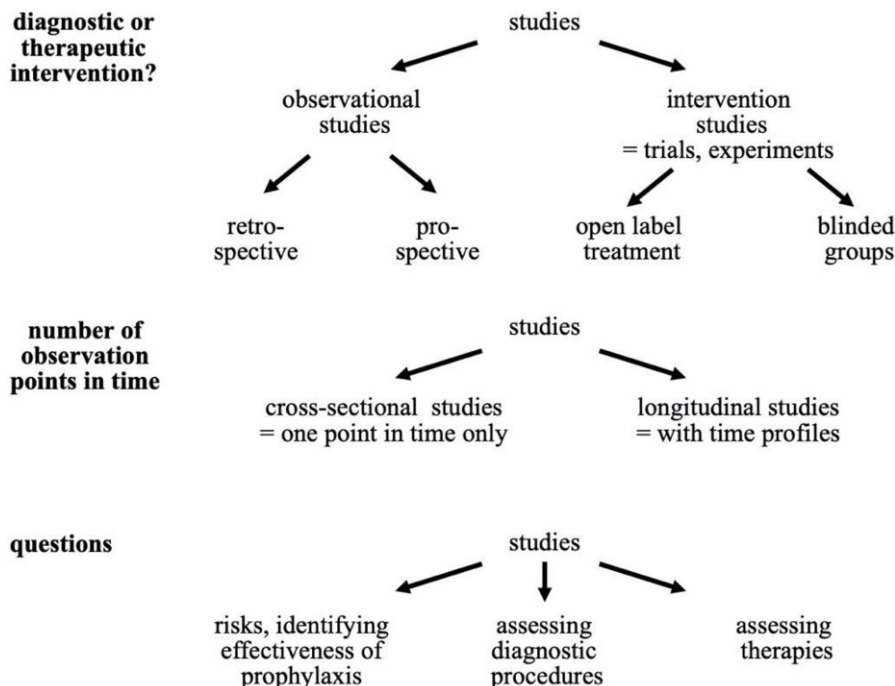 diagnostic or
therapeutic
intervention?
studies
observational
studies
intervention
studies
= trials, experiments
retro-
spective
pro-
spective
open label
treatment
blinded
groups
number of
observation
points in time
studies
cross-sectional studies
= one point in time only
longitudinal studies
= with time profiles
questions
studies
risks, identifying
effectiveness of
prophylaxis
assessing
diagnostic
procedures
assessing
therapies